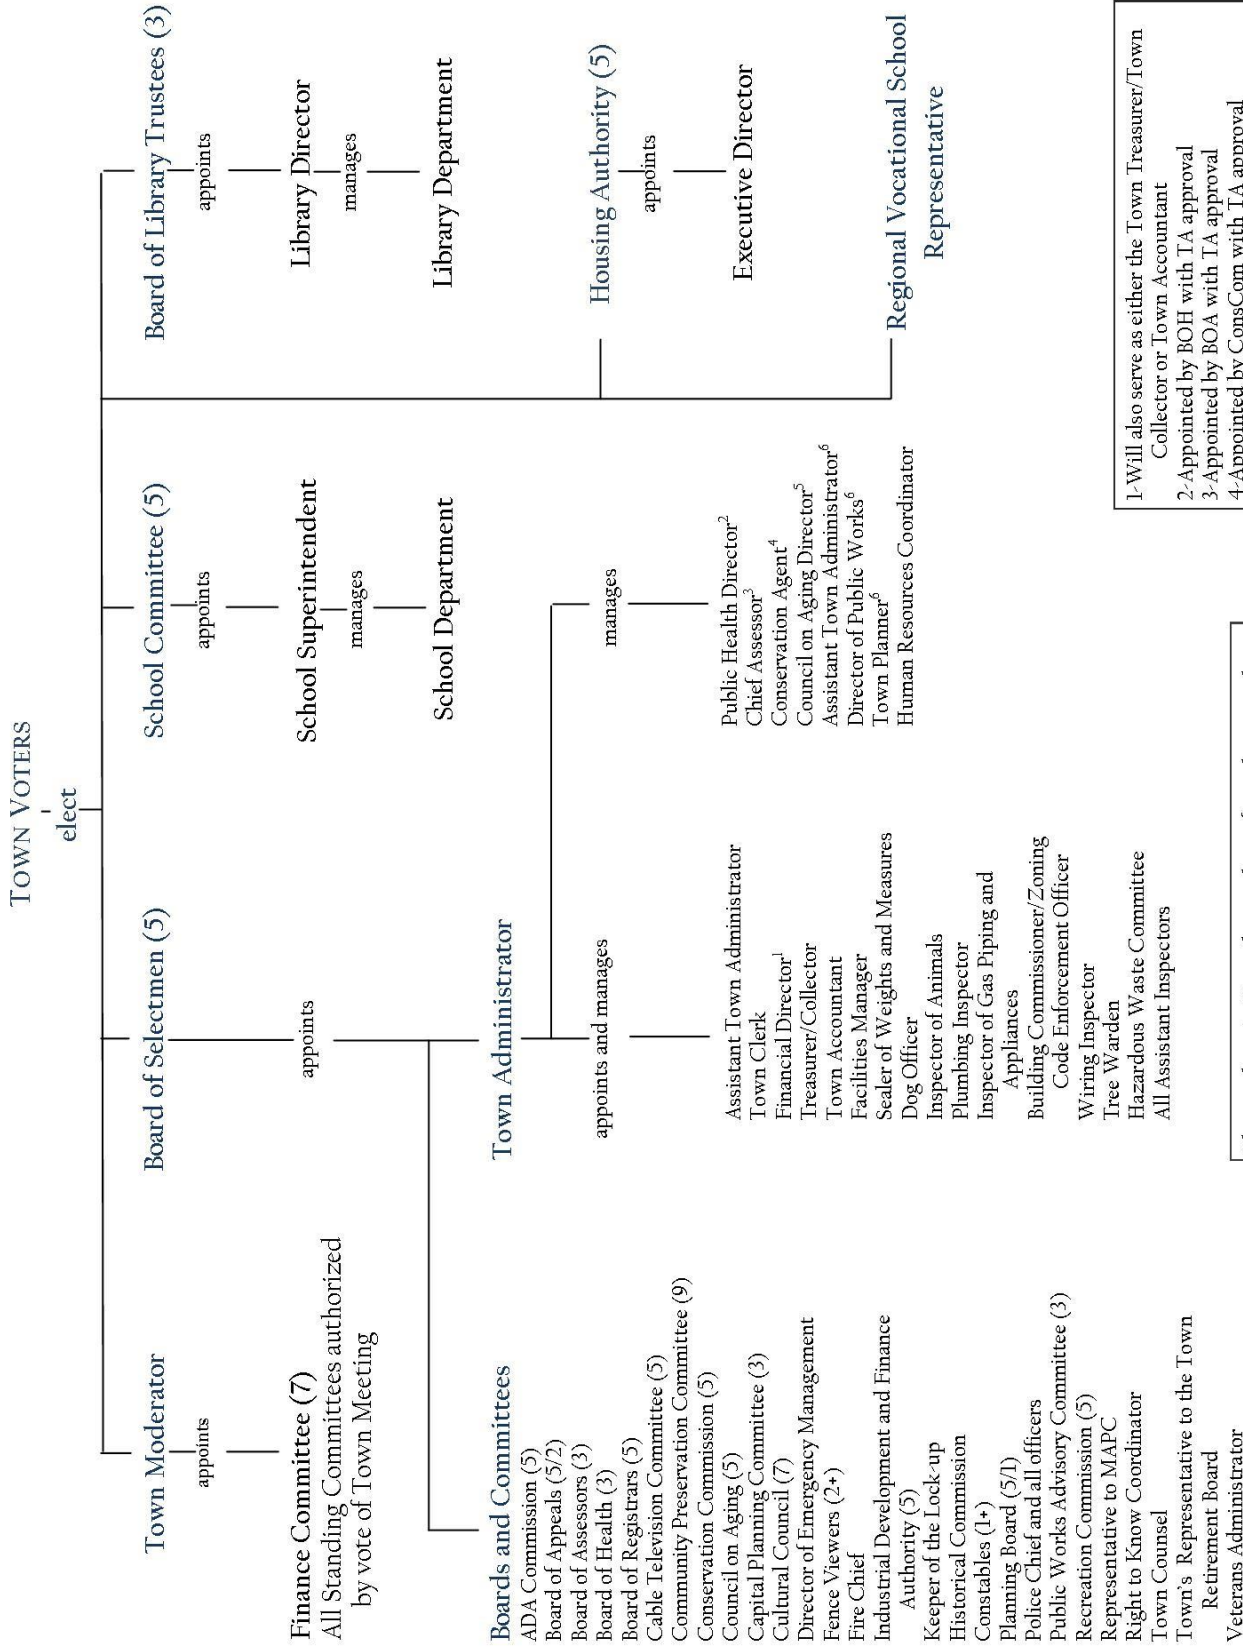 TOWN VOTERS
elect
Town Moderator
appoints
Finance Committee (7)
All Standing Committees authorized
by vote of Town Meeting
Board of Selectmen (5)
appoints
School Committee (5)
appoints
School Superintendent
manages
School Department
Board of Library Trustees (3)
appoints
Library Director
manages
Library Department
Housing Authority (5)
appoints
Executive Director
Regional Vocational School
Representative
Boards and Committees
ADA Commission (5)
Board of Appeals (5/2)
Board of Assessors (3)
Board of Health (3)
Board of Registrars (5)
Cable Television Committee (5)
Community Preservation Committee (9)
Conservation Commission (5)
Council on Aging (5)
Capital Planning Committee (3)
Cultural Council (7)
Director of Emergency Management
Fence Viewers (2+)
Fire Chief
Industrial Development and Finance
Authority (5)
Keeper of the Lock-up
Historical Commission
Constables (1+)
Planning Board (5/1)
Police Chief and all officers
Public Works Advisory Committee (3)
Recreation Commission (5)
Representative to MAPC
Right to Know Coordinator
Town Counsel
Town's Representative to the Town
Retirement Board
Veterans Administrator
Town Administrator
appoints and manages
Assistant Town Administrator
Town Clerk
Financial Director¹
Treasurer/Collector
Town Accountant
Facilities Manager
Sealer of Weights and Measures
Dog Officer
Inspector of Animals
Plumbing Inspector
Inspector of Gas Piping and
Appliances
Building Commissioner/Zoning
Code Enforcement Officer
Wiring Inspector
Tree Warden
Hazardous Waste Committee
All Assistant Inspectors
manages
Public Health Director²
Chief Assessor³
Conservation Agent⁴
Council on Aging Director⁵
Assistant Town Administrator⁶
Director of Public Works⁶
Town Planner⁶
Human Resources Coordinator
1-Will also serve as either the Town Treasurer/Town
Collector or Town Accountant
2-Appointed by BOH with TA approval
3-Appointed by BOA with TA approval
4-Appointed by ConsCom with TA approval